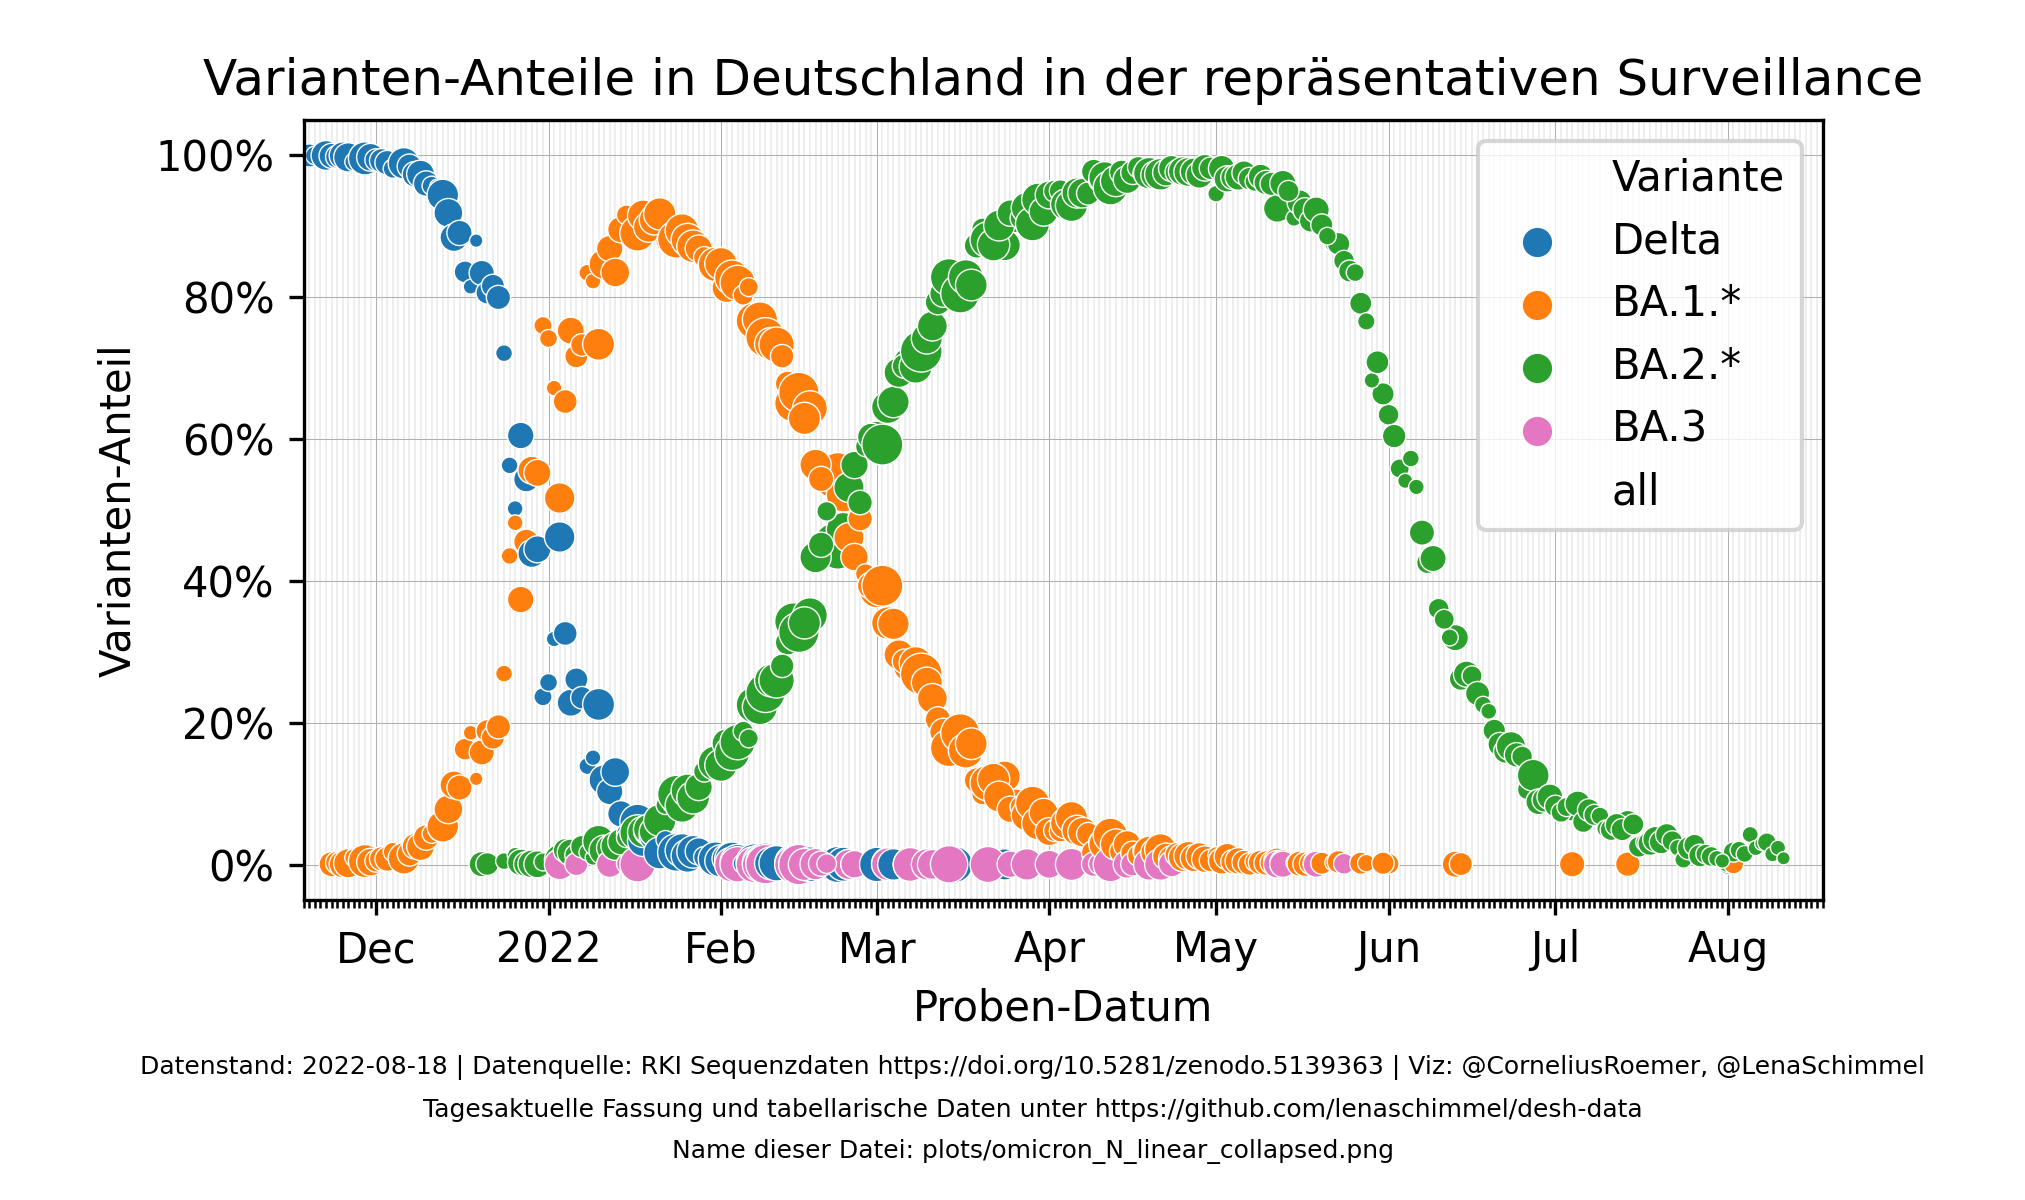 Varianten-Anteile in Deutschland in der repräsentativen Surveillance
Varianten-Anteil
100%
80%
60%
40%
20%
0%
Variante
Delta
BA.1.*
BA.2.*
BA.3
all
Dec
2022
Feb
Mar
Apr
May
Jun
Jul
Aug
Proben-Datum
Datenstand: 2022-08-18 | Datenquelle: RKI Sequenzdaten https://doi.org/10.5281/zenodo.5139363 | Viz: @CorneliusRoemer, @LenaSchimmel
Tagesaktuelle Fassung und tabellarische Daten unter https://github.com/lenaschimmel/desh-data
Name dieser Datei: plots/omicron_N_linear_collapsed.png